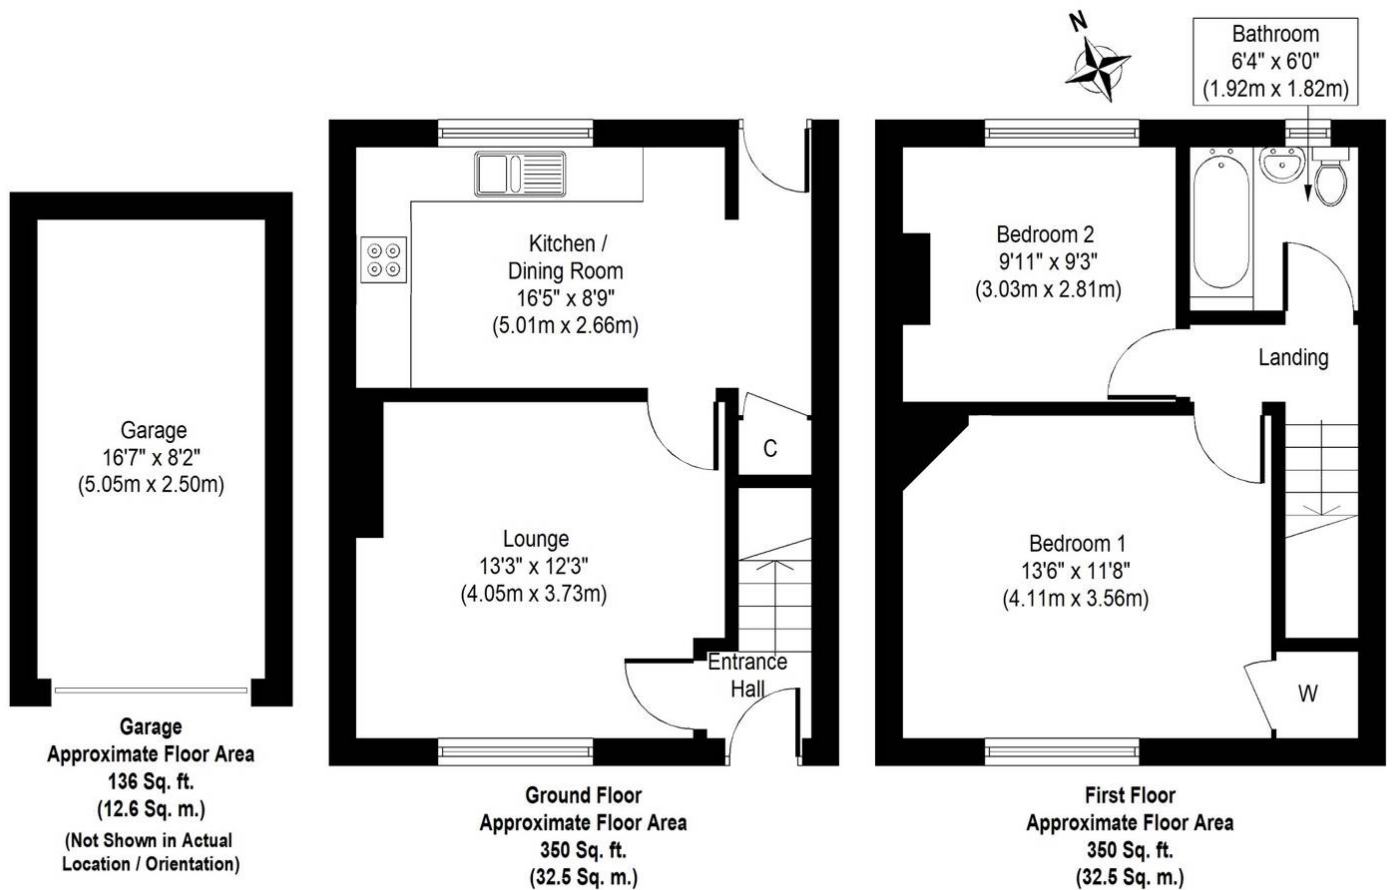 N
Bathroom
6'4" x 6'0"
(1.92m x 1.82m)
Garage
16'7" x 8'2"
(5.05m x 2.50m)
Garage
Approximate Floor Area
136 Sq. ft.
(12.6 Sq. m.)
(Not Shown in Actual
Location / Orientation)
Kitchen /
Dining Room
16'5" x 8'9"
(5.01m x 2.66m)
C
Lounge
13'3" x 12'3"
(4.05m x 3.73m)
Entrance
Hall
Ground Floor
Approximate Floor Area
350 Sq. ft.
(32.5 Sq. m.)
Bedroom 2
9'11" x 9'3"
(3.03m x 2.81m)
Landing
Bedroom 1
13'6" x 11'8"
(4.11m x 3.56m)
W
First Floor
Approximate Floor Area
350 Sq. ft.
(32.5 Sq. m.)